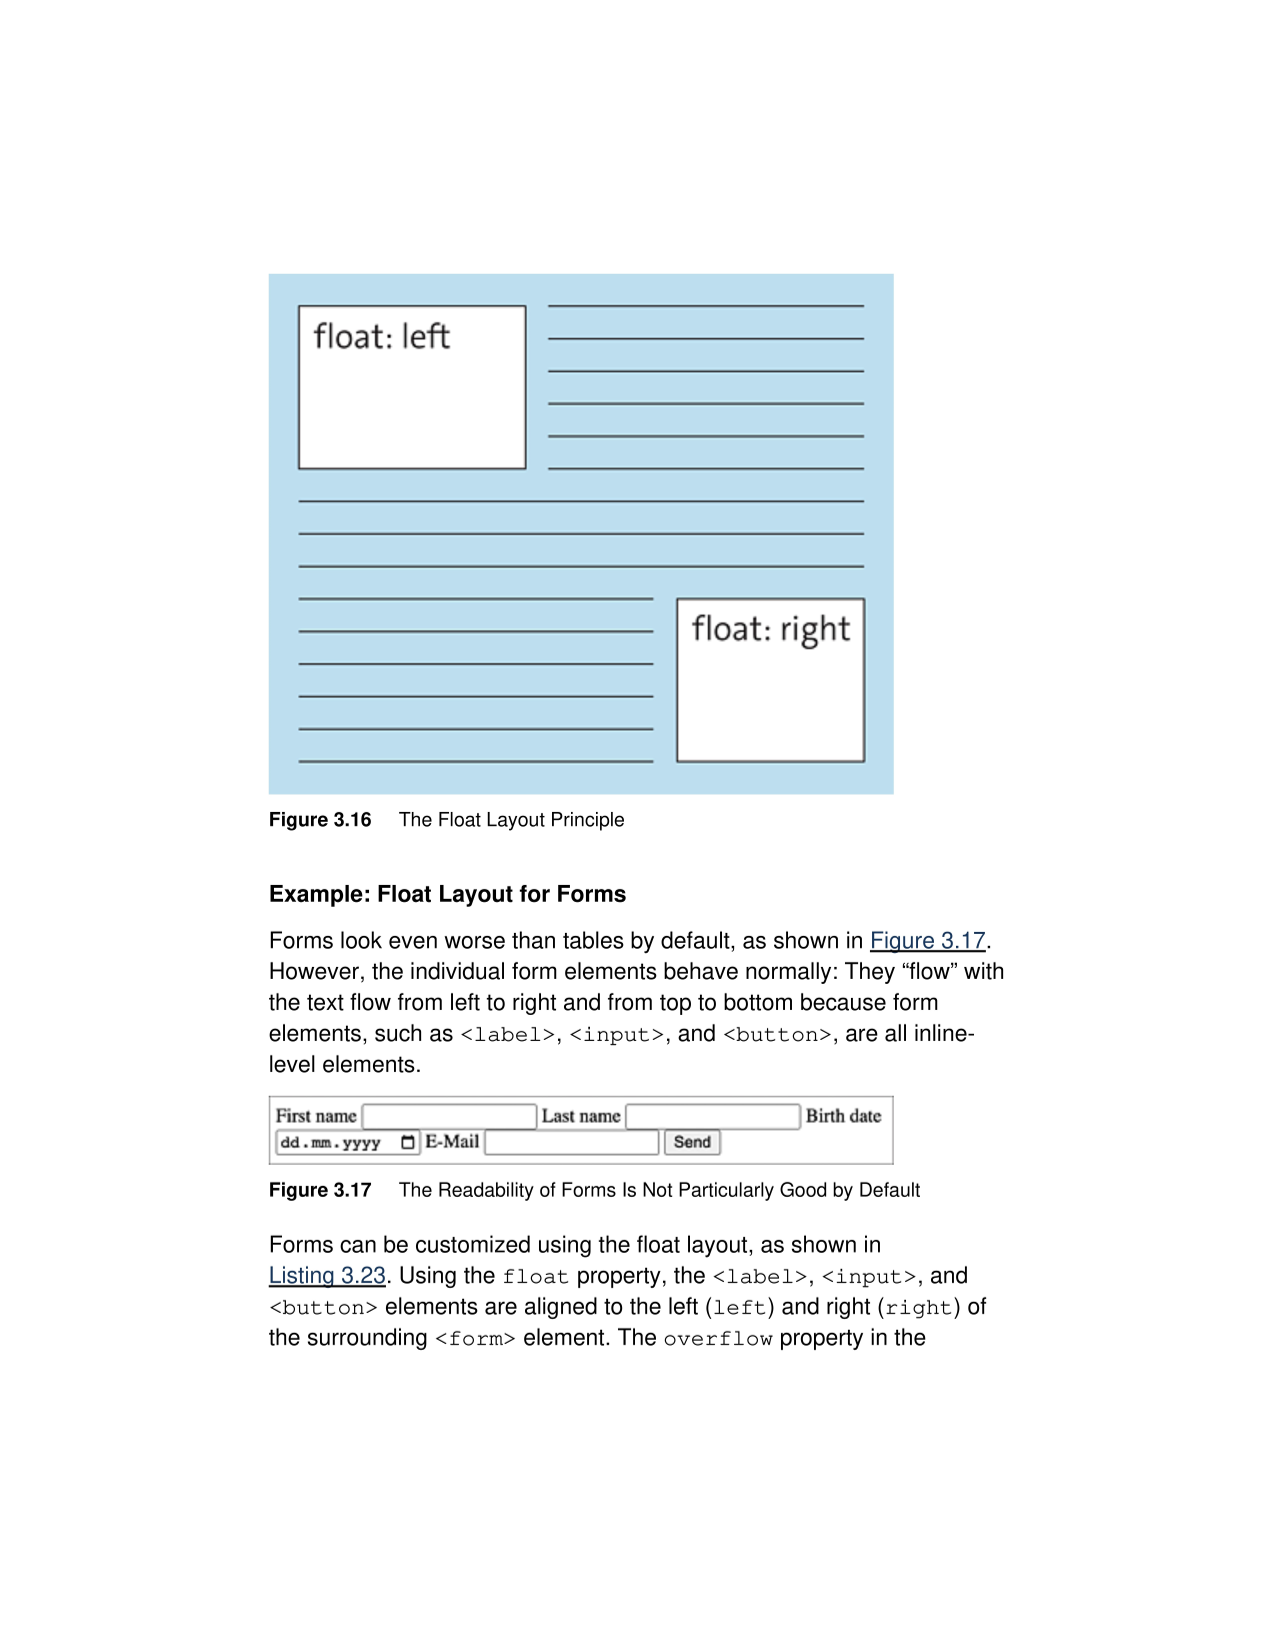 float: left
float: right
Figure 3.16 The Float Layout Principle
Example: Float Layout for Forms
Forms look even worse than tables by default, as shown in Figure 3.17.
However, the individual form elements behave normally: They “flow” with
the text flow from left to right and from top to bottom because form
elements, such as <label>, <input>, and <button>, are all inline-
level elements.
First name Last name Birth date
dd.mm.yyyy E-Mail Send
Figure 3.17 The Readability of Forms Is Not Particularly Good by Default
Forms can be customized using the float layout, as shown in
Listing 3.23. Using the float property, the <label>, <input>, and
<button> elements are aligned to the left (left) and right (right) of
the surrounding <form> element. The overflow property in the